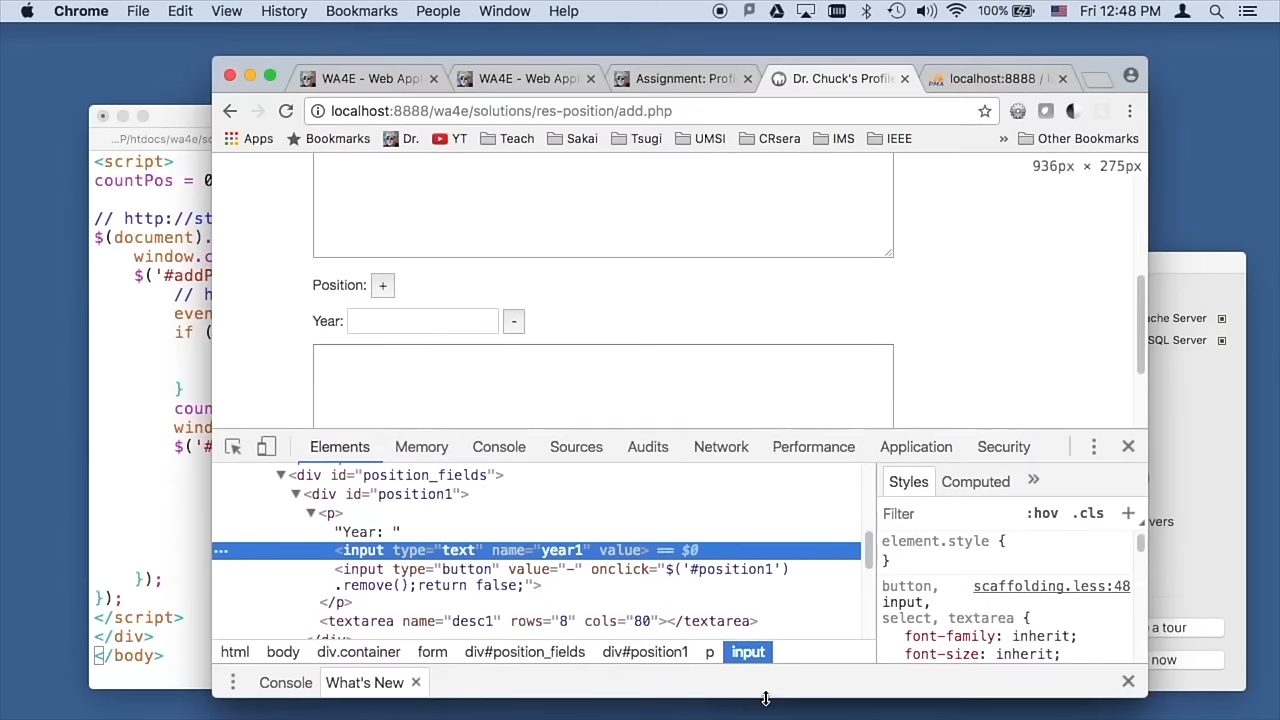 Chrome File Edit View History Bookmarks People Window Help 100% Fri 12:48 PM
WA4E - Web Appl WA4E - Web Appl Assignment: Profi Dr. Chuck's Profile localhost:8888 / l
localhost:8888/wa4e/solutions/res-position/add.php
Apps Bookmarks Dr. YT Teach Sakai Tsugi UMSI CRsera IMS IEEE » Other Bookmarks
936px × 275px
Position: +
Year: -
Elements Memory Console Sources Audits Network Performance Application Security
<div id="position_fields">
<div id="position1">
<p>
"Year: "
<input type="text" name="year1" value> == $0
<input type="button" value="-" onclick="$('#position1')
.remove();return false;">
</p>
<textarea name="desc1" rows="8" cols="80"></textarea>
html body div.container form div#position_fields div#position1 p input
Styles Computed »
Filter :hov .cls +
element.style {
}
button, scaffolding.less:48
input,
select, textarea {
font-family: inherit;
font-size: inherit;
Console What's New
...P/htdocs/wa4e/so
<script>
countPos = 0
// http://st
$(document).
window.c
$('#addP
// h
even
if (
}
coun
wind
$('#
});
});
</script>
</div>
</body>
che Server
SQL Server
vers
a tour
now